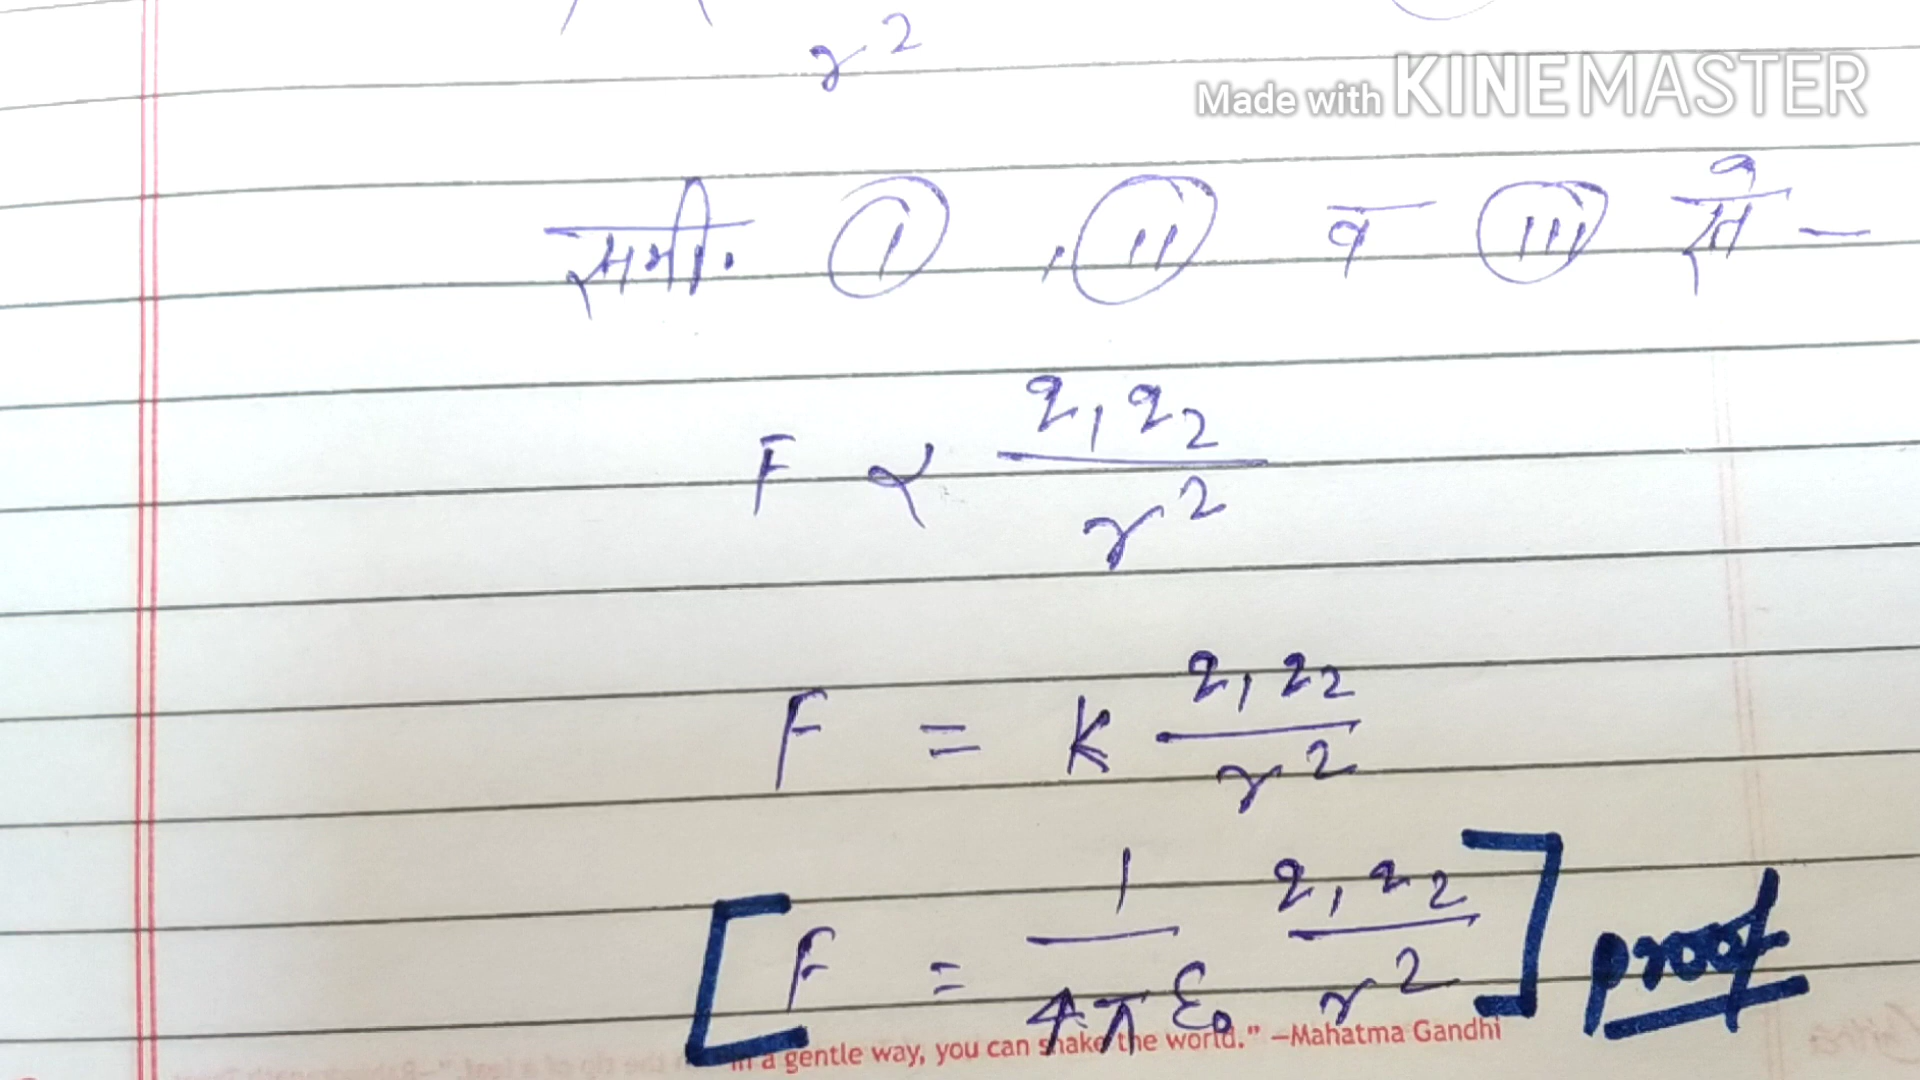 r²
Made with KINEMASTER
समी. (I) , (II) व (III) से —
F ∝ q₁q₂ / r²
F = K q₁q₂ / r²
[F = 1 / 4πε₀ q₁q₂ / r²] proof
in a gentle way, you can shake the world." —Mahatma Gandhi